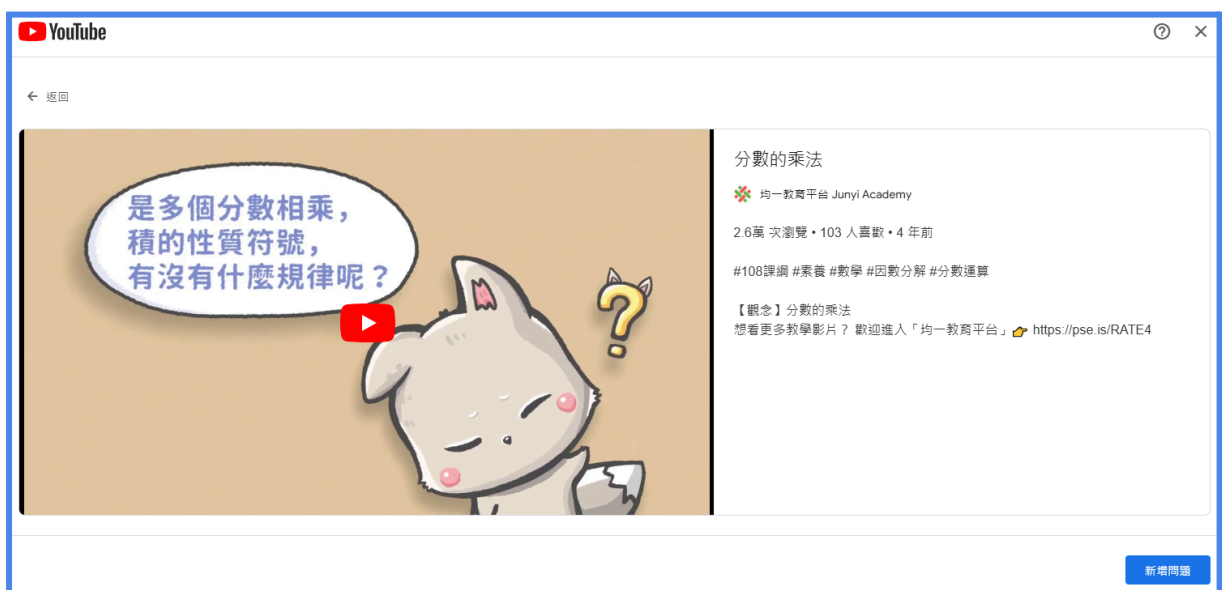 YouTube
返回
是多個分數相乘，
積的性質符號，
有沒有什麼規律呢？
分數的乘法
均一教育平台 Junyi Academy
2.6萬 次瀏覽 • 103 人喜歡 • 4 年前
#108課綱 #素養 #數學 #因數分解 #分數運算
【觀念】分數的乘法
想看更多教學影片？ 歡迎進入「均一教育平台」👉 https://pse.is/RATE4
新增問題